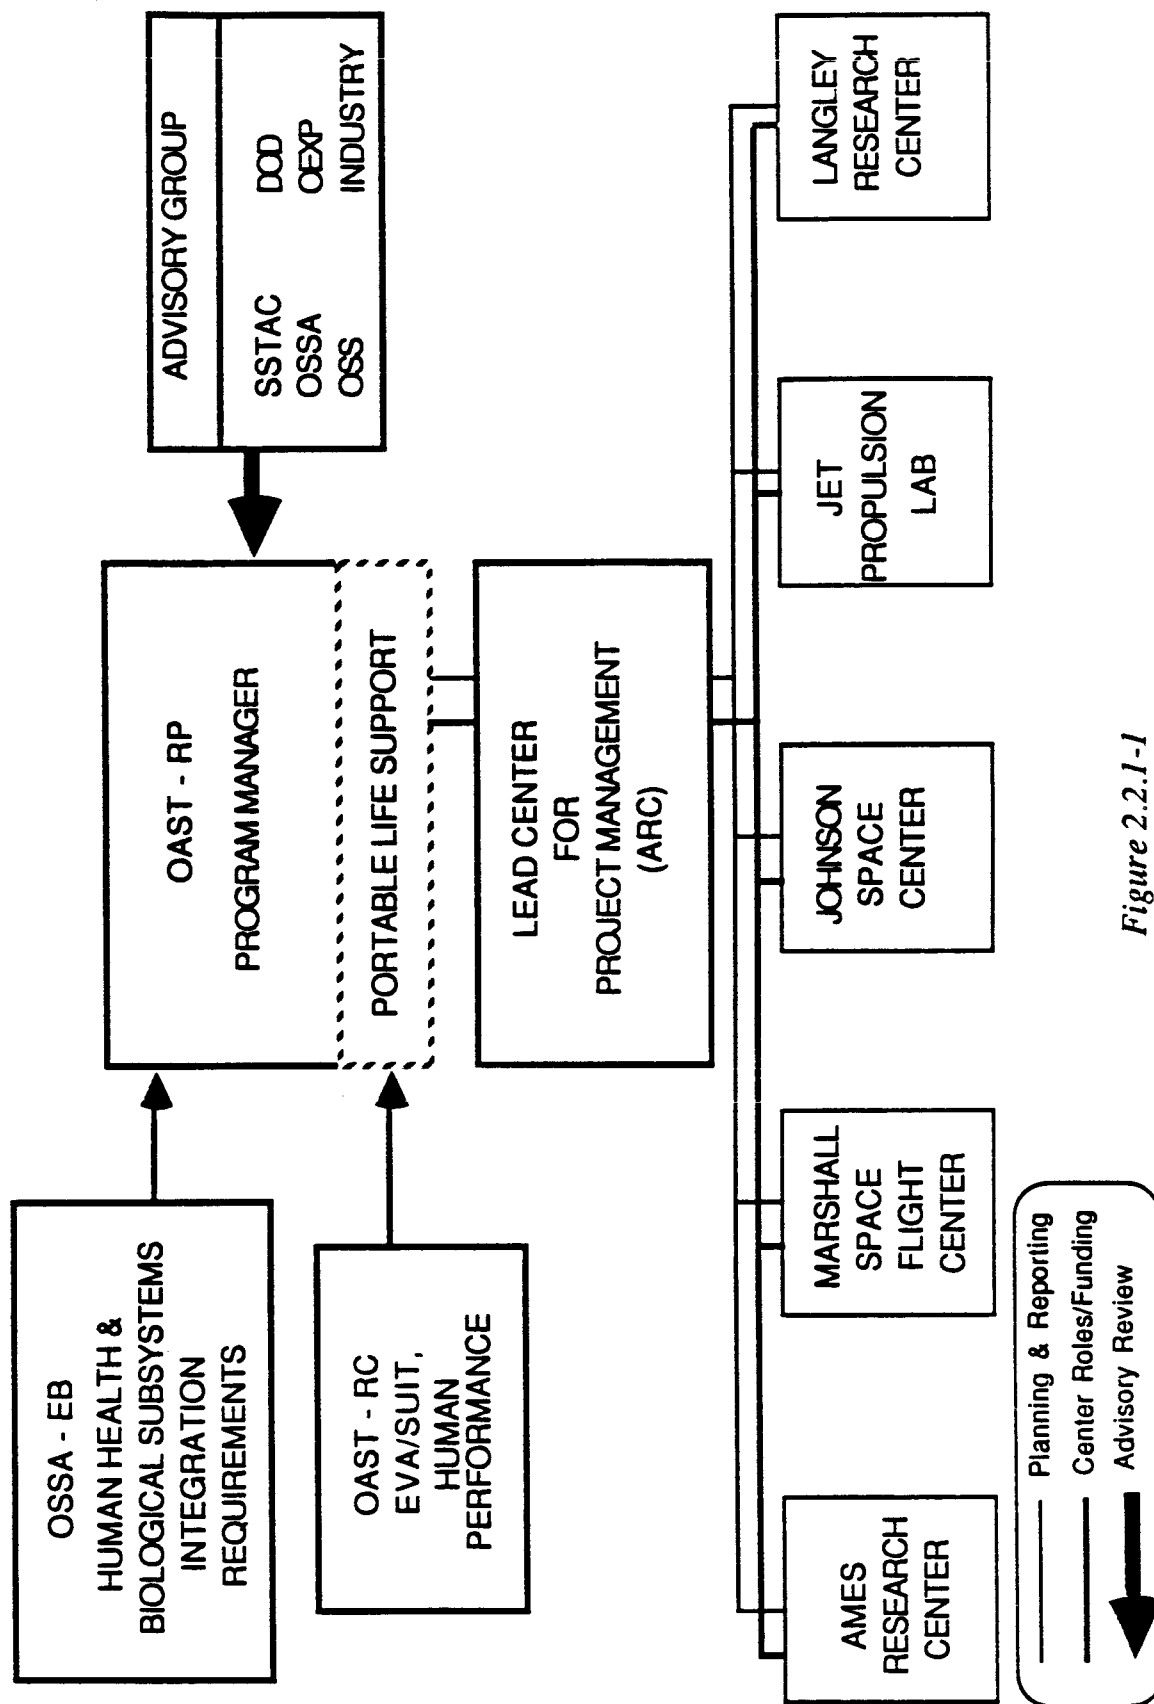 OSSA - EB
HUMAN HEALTH &
BIOLOGICAL SUBSYSTEMS
INTEGRATION
REQUIREMENTS
OAST - RP
PROGRAM MANAGER
PORTABLE LIFE SUPPORT
ADVISORY GROUP
SSTAC DOD
OSSA OEXP
OSS INDUSTRY
OAST - RC
EVA/SUIT,
HUMAN
PERFORMANCE
LEAD CENTER
FOR
PROJECT MANAGEMENT
(ARC)
AMES
RESEARCH
CENTER
MARSHALL
SPACE
FLIGHT
CENTER
JOHNSON
SPACE
CENTER
JET
PROPULSION
LAB
LANGLEY
RESEARCH
CENTER
Planning & Reporting
Center Roles/Funding
Advisory Review
Figure 2.2.1-1